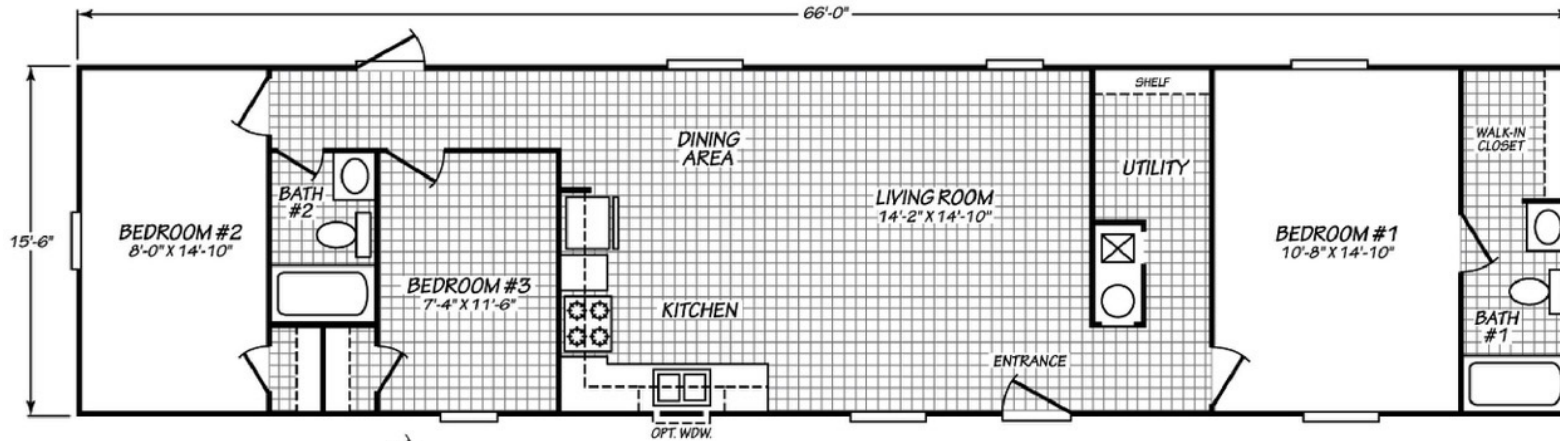 66'-0"
15'-6"
BEDROOM #2
8'-0" X 14'-10"
BATH
#2
BEDROOM #3
7'-4" X 11'-6"
DINING
AREA
KITCHEN
OPT. WDW.
LIVING ROOM
14'-2" X 14'-10"
ENTRANCE
SHELF
UTILITY
BEDROOM #1
10'-8" X 14'-10"
WALK-IN
CLOSET
BATH
#1